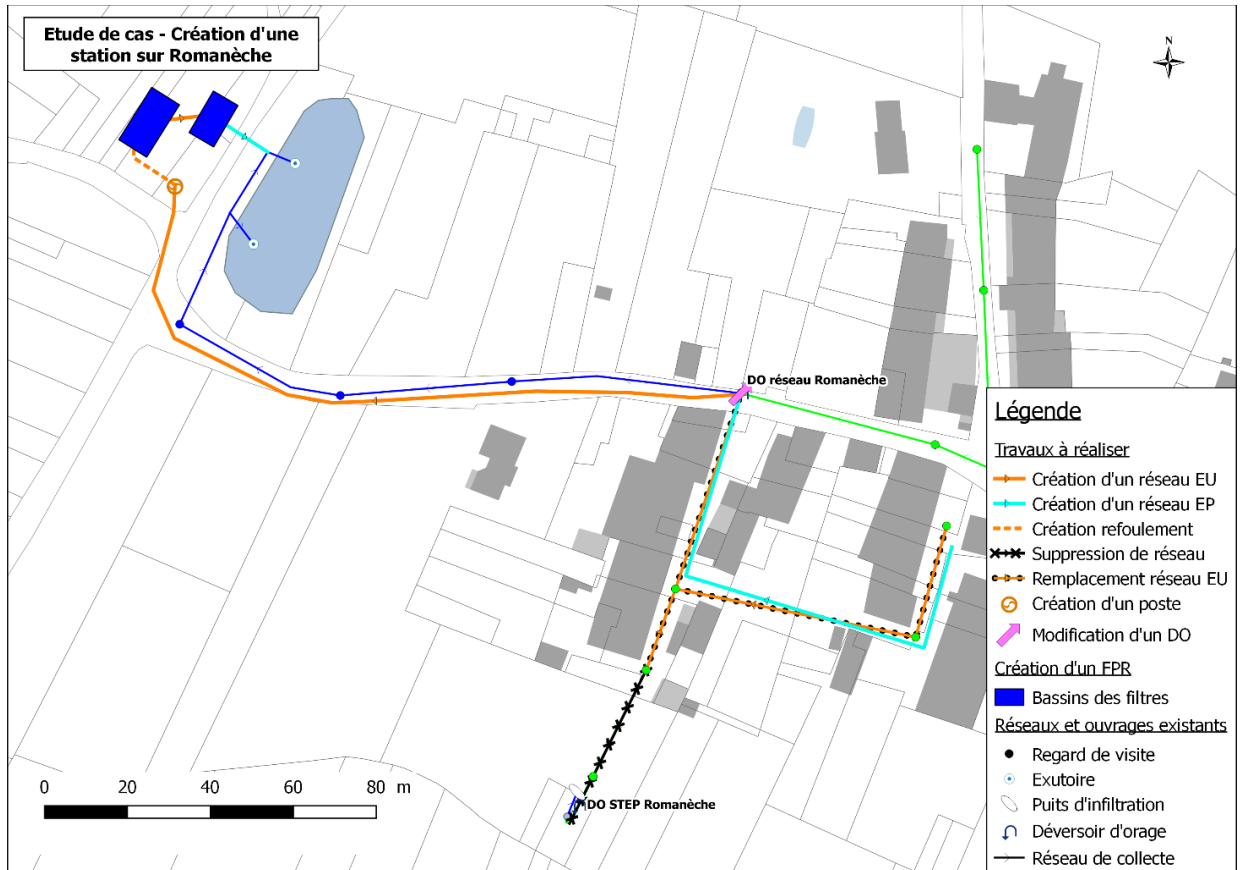 Etude de cas - Création d'une
station sur Romanèche
N
DO réseau Romanèche
DO STEP Romanèche
0 20 40 60 80 m
Légende
Travaux à réaliser
Création d'un réseau EU
Création d'un réseau EP
Création refoulement
Suppression de réseau
Remplacement réseau EU
Création d'un poste
Modification d'un DO
Création d'un FPR
Bassins des filtres
Réseaux et ouvrages existants
Regard de visite
Exutoire
Puits d'infiltration
Déversoir d'orage
Réseau de collecte